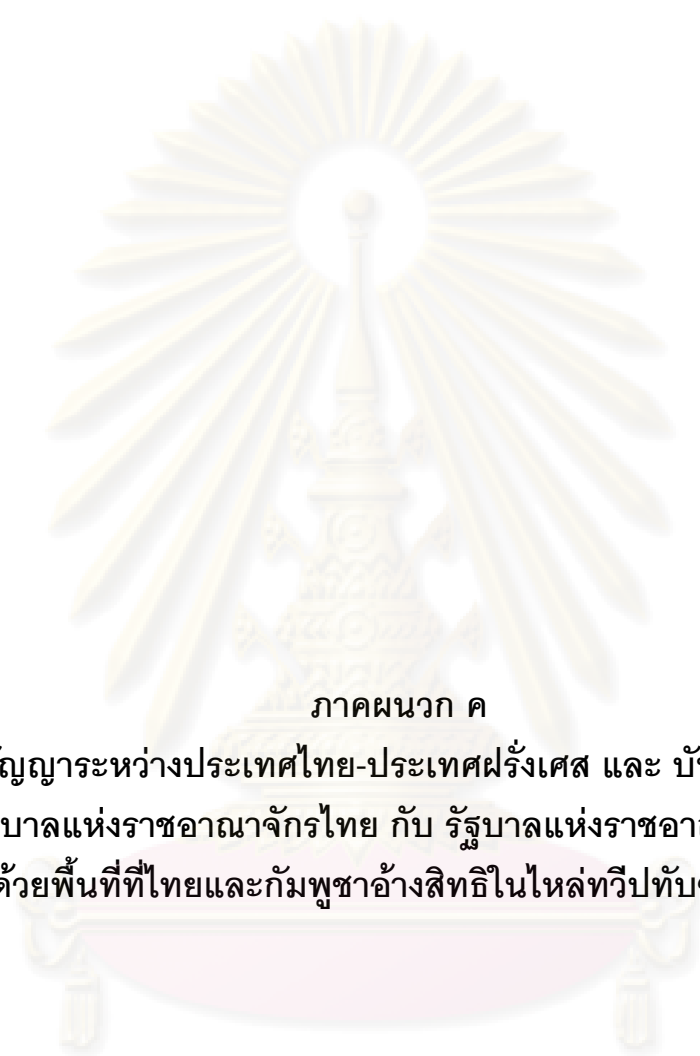 ภาคผนวก ค
ัญญาระหว่างประเทศไทย-ประเทศฝรั่งเศส และ
บาลแห่งราชอาณาจักรไทย กับ รัฐบาลแห่งราชอา
ด้วยพื้นที่ที่ไทยและกัมพูชาอ้างสิทธิในไหล่ทวีปทับ